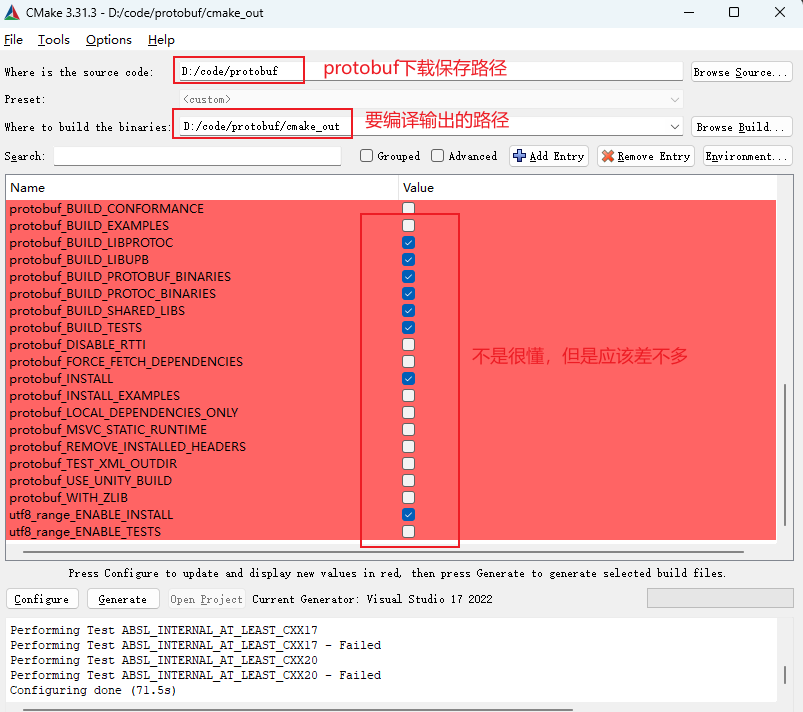 CMake 3.31.3 - D:/code/protobuf/cmake_out
File Tools Options Help
Where is the source code: D:/code/protobuf protobuf下载保存路径 Browse Source...
Preset: <custom>
Where to build the binaries: D:/code/protobuf/cmake_out 要编译输出的路径 Browse Build...
Search: Grouped Advanced Add Entry Remove Entry Environment...
Name Value
protobuf_BUILD_CONFORMANCE
protobuf_BUILD_EXAMPLES
protobuf_BUILD_LIBPROTOC
protobuf_BUILD_LIBUPB
protobuf_BUILD_PROTOBUF_BINARIES
protobuf_BUILD_PROTOC_BINARIES
protobuf_BUILD_SHARED_LIBS
protobuf_BUILD_TESTS
protobuf_DISABLE_RTTI
不是很懂，但是应该差不多
protobuf_FORCE_FETCH_DEPENDENCIES
protobuf_INSTALL
protobuf_INSTALL_EXAMPLES
protobuf_LOCAL_DEPENDENCIES_ONLY
protobuf_MSVC_STATIC_RUNTIME
protobuf_REMOVE_INSTALLED_HEADERS
protobuf_TEST_XML_OUTDIR
protobuf_USE_UNITY_BUILD
protobuf_WITH_ZLIB
utf8_range_ENABLE_INSTALL
utf8_range_ENABLE_TESTS
Press Configure to update and display new values in red, then press Generate to generate selected build files.
Configure Generate Open Project Current Generator: Visual Studio 17 2022
Performing Test ABSL_INTERNAL_AT_LEAST_CXX17
Performing Test ABSL_INTERNAL_AT_LEAST_CXX17 - Failed
Performing Test ABSL_INTERNAL_AT_LEAST_CXX20
Performing Test ABSL_INTERNAL_AT_LEAST_CXX20 - Failed
Configuring done (71.5s)